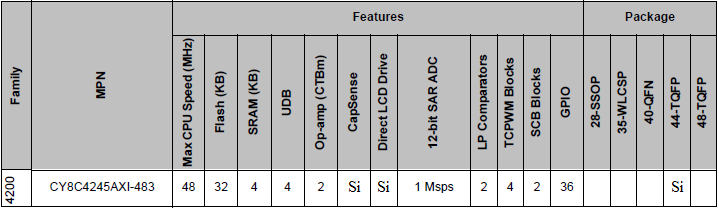 Features Package
Family MPN Max CPU Speed (MHz) Flash (KB) SRAM (KB) UDB Op-amp (CTBm) CapSense Direct LCD Drive 12-bit SAR ADC LP Comparators TCPWM Blocks SCB Blocks GPIO 28-SSOP 35-WLCSP 40-QFN 44-TQFP 48-TQFP
4200 CY8C4245AXI-483 48 32 4 4 2 Si Si 1 Msps 2 4 2 36 Si